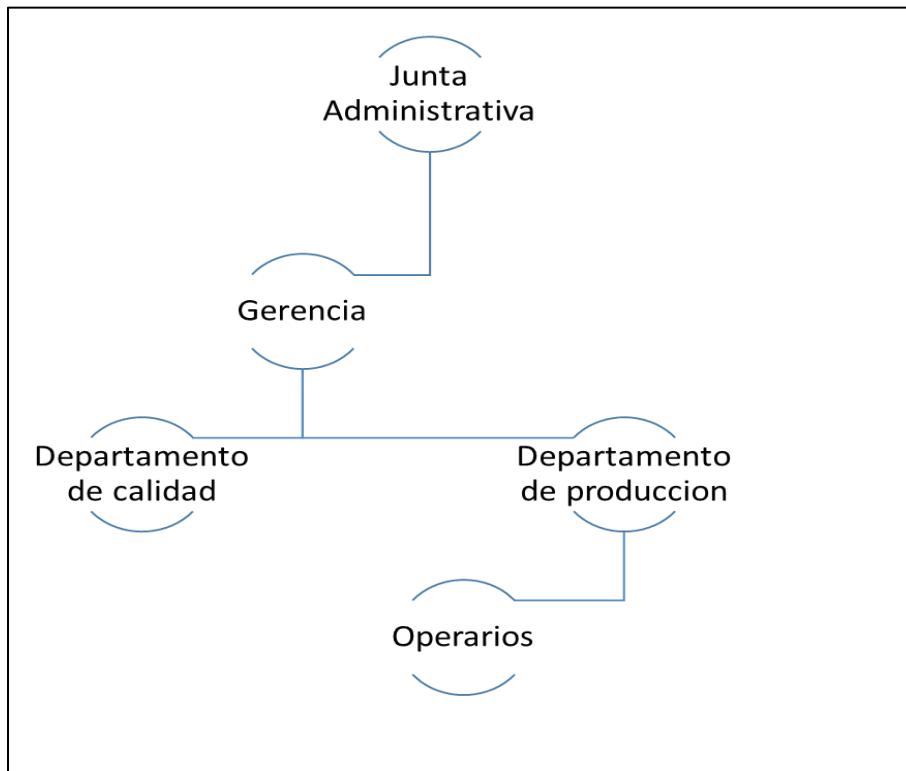 Junta
Administrativa
Gerencia
Departamento
de calidad
Departamento
de produccion
Operarios